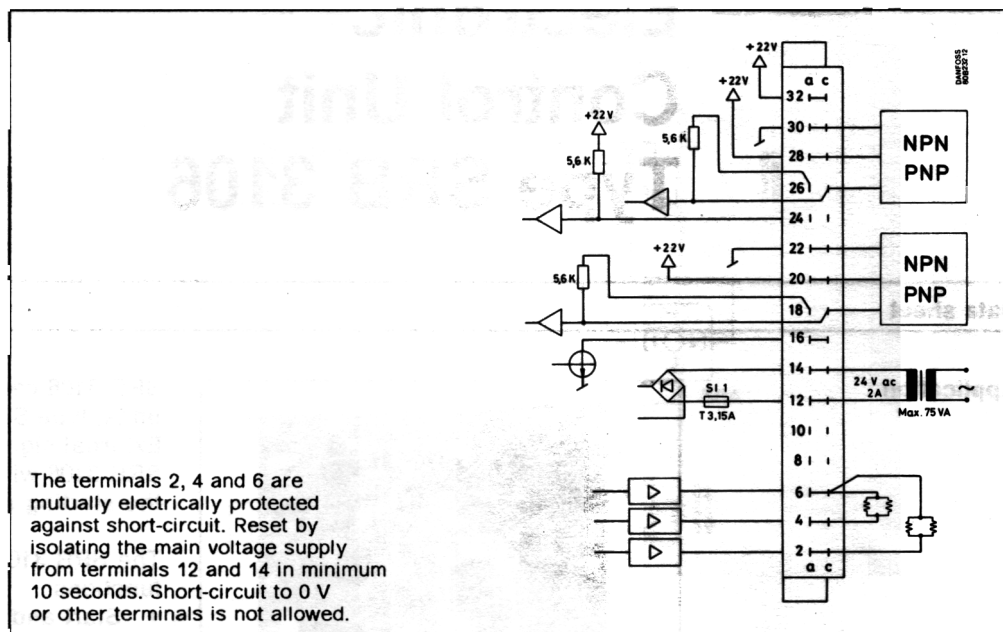 DANFOSS
80823212
+22V
a c
32
+22V
30
NPN
PNP
+22V
5,6 K
28
5,6 K
26
24
22
NPN
PNP
+22V
20
5,6 K
18
16
14
24 V ac
2A
SI 1
12
T 3,15A
Max. 75 VA
10
8
6
4
2
a c
The terminals 2, 4 and 6 are
mutually electrically protected
against short-circuit. Reset by
isolating the main voltage supply
from terminals 12 and 14 in minimum
10 seconds. Short-circuit to 0 V
or other terminals is not allowed.
Control Unit
ata sheet
pplication